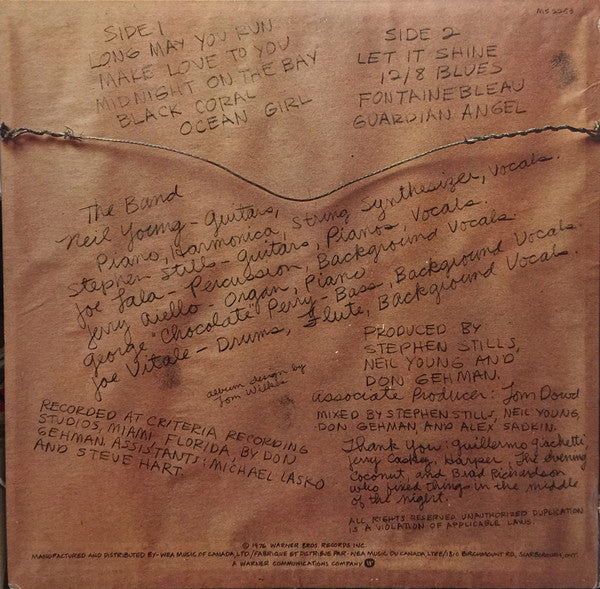 MS 2253
SIDE 1
LONG MAY YOU RUN
MAKE LOVE TO YOU
MIDNIGHT ON THE BAY
BLACK CORAL
OCEAN GIRL
SIDE 2
LET IT SHINE
12/8 BLUES
FONTAINEBLEAU
GUARDIAN ANGEL
The Band
Neil Young - Guitars,
Piano, Harmonica, String Synthesizer, Vocals.
Stephen Stills - Guitars, Pianos, Vocals.
Joe Lala - Percussion, Background Vocals.
Jerry Aiello - Organ, Piano
George "Chocolate" Perry - Bass, Background Vocals
Joe Vitale - Drums, Flute, Background Vocals.
album design by
Tom Wilkes
RECORDED AT CRITERIA RECORDING
STUDIOS, MIAMI, FLORIDA, BY DON
GEHMAN. ASSISTANTS: MICHAEL LASKO
AND STEVE HART.
PRODUCED BY
STEPHEN STILLS,
NEIL YOUNG AND
DON GEHMAN.
Associate Producer: Tom Dowd
MIXED BY STEPHEN STILLS, NEIL YOUNG,
DON GEHMAN, AND ALEX SADKIN.
Thank You: Guillermo Giachetti
Jerry Harper. The Evening
Coconut and Brad Richardson
who fixed things in the middle
of the night.
ALL RIGHTS RESERVED. UNAUTHORIZED DUPLICATION
IS A VIOLATION OF APPLICABLE LAWS.
© 1976 WARNER BROS. RECORDS INC.
MANUFACTURED AND DISTRIBUTED BY - WEA MUSIC OF CANADA, LTD. / FABRIQUE ET DISTRIBUE PAR - WEA MUSIC DU CANADA, LTEE / 1810 BIRCHMOUNT RD., SCARBOROUGH, ONT.
A WARNER COMMUNICATIONS COMPANY